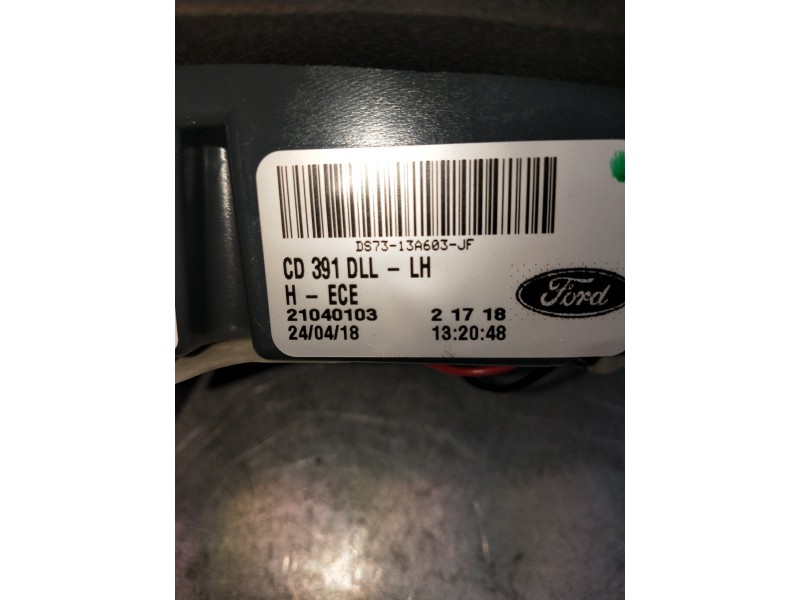 DS73-13A603-JF
CD 391 DLL - LH
H - ECE
Ford
21040103 2 17 18
24/04/18 13:20:48